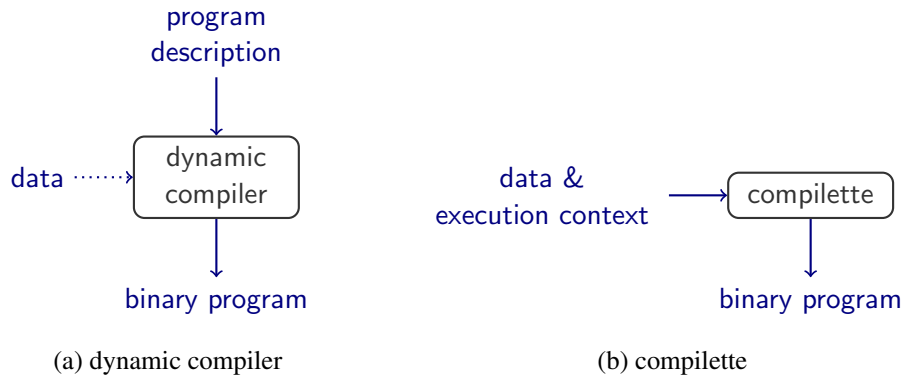 program
description
dynamic
compiler
data
binary program
(a) dynamic compiler
data &
execution context
compilette
binary program
(b) compilette